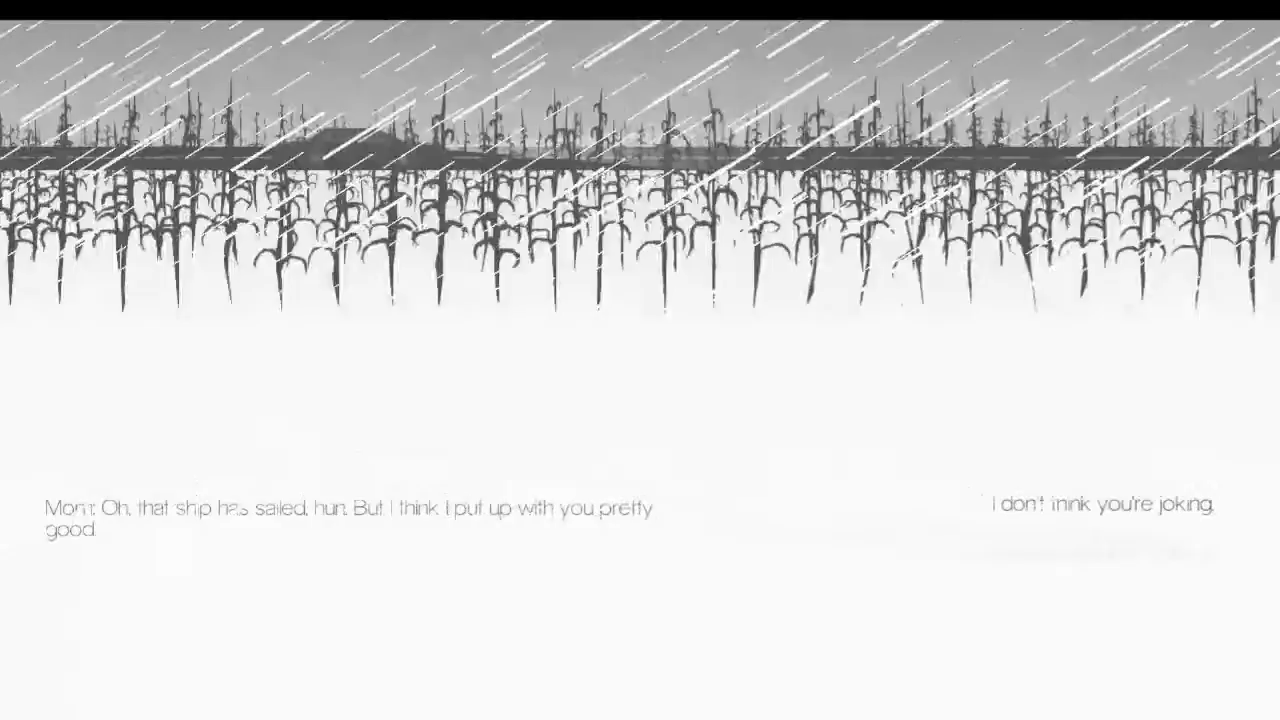 Mom: Oh, that ship has sailed, hun. But I think I put up with you pretty
good.
I don't think you're joking.